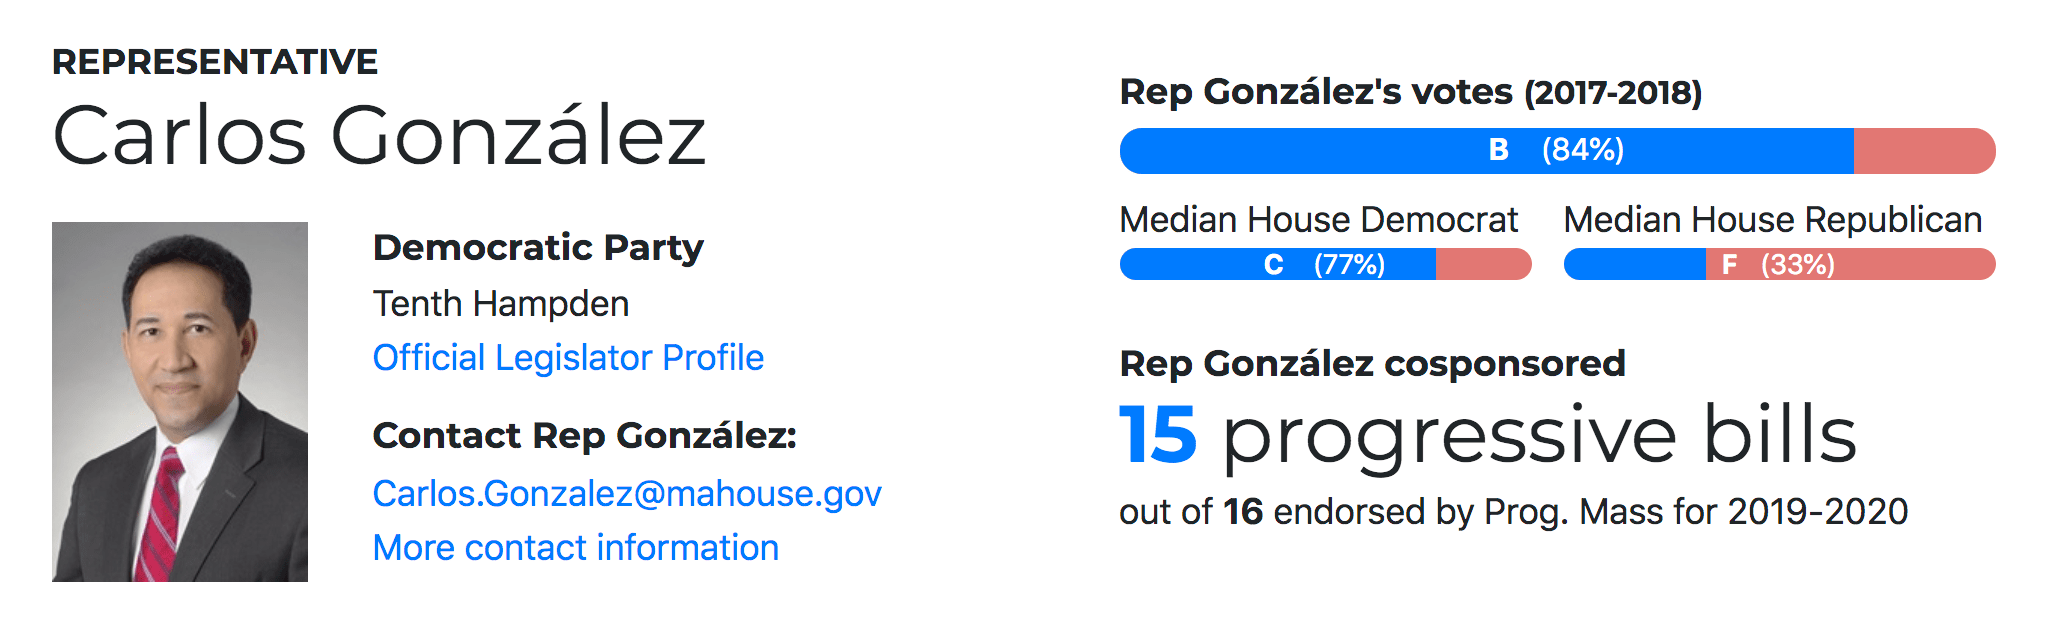 REPRESENTATIVE
Carlos González
Democratic Party
Tenth Hampden
Official Legislator Profile
Contact Rep González:
Carlos.Gonzalez@mahouse.gov
More contact information
Rep González's votes (2017-2018)
B (84%)
Median House Democrat
C (77%)
Median House Republican
F (33%)
Rep González cosponsored
15 progressive bills
out of 16 endorsed by Prog. Mass for 2019-2020